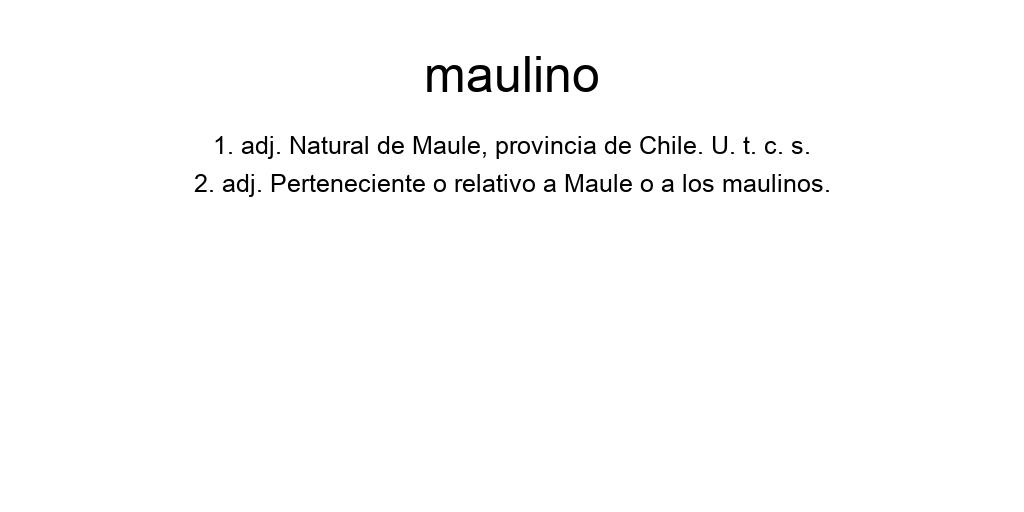 maulino
1. adj. Natural de Maule, provincia de Chile. U. t. c. s.
2. adj. Perteneciente o relativo a Maule o a los maulinos.